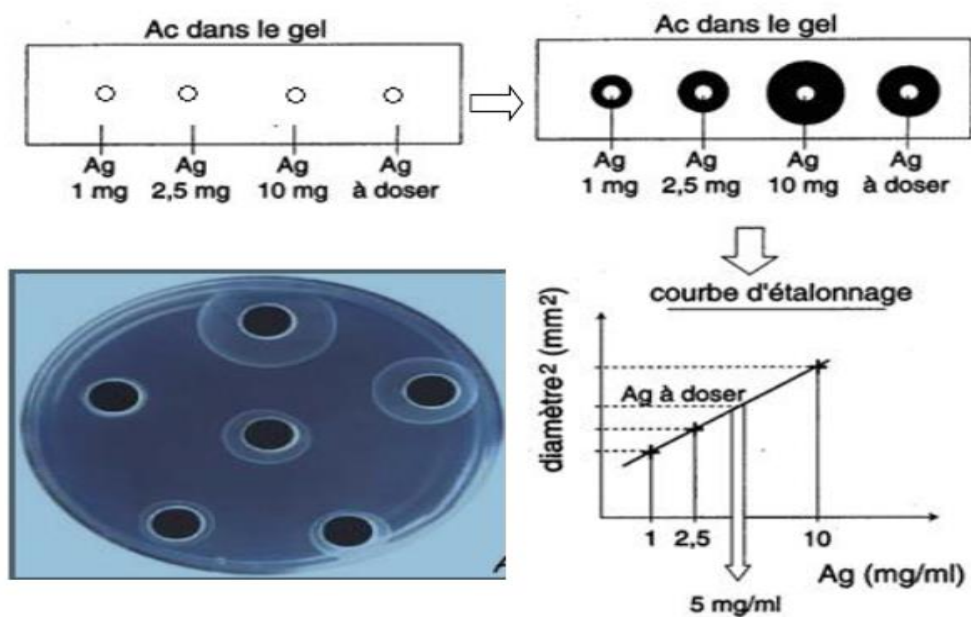 Ac dans le gel
Ag
1 mg
Ag
2,5 mg
Ag
10 mg
Ag
à doser
Ac dans le gel
Ag
1 mg
Ag
2,5 mg
Ag
10 mg
Ag
à doser
courbe d'étalonnage
diamètre² (mm²)
Ag à doser
1
2,5
10
Ag (mg/ml)
5 mg/ml